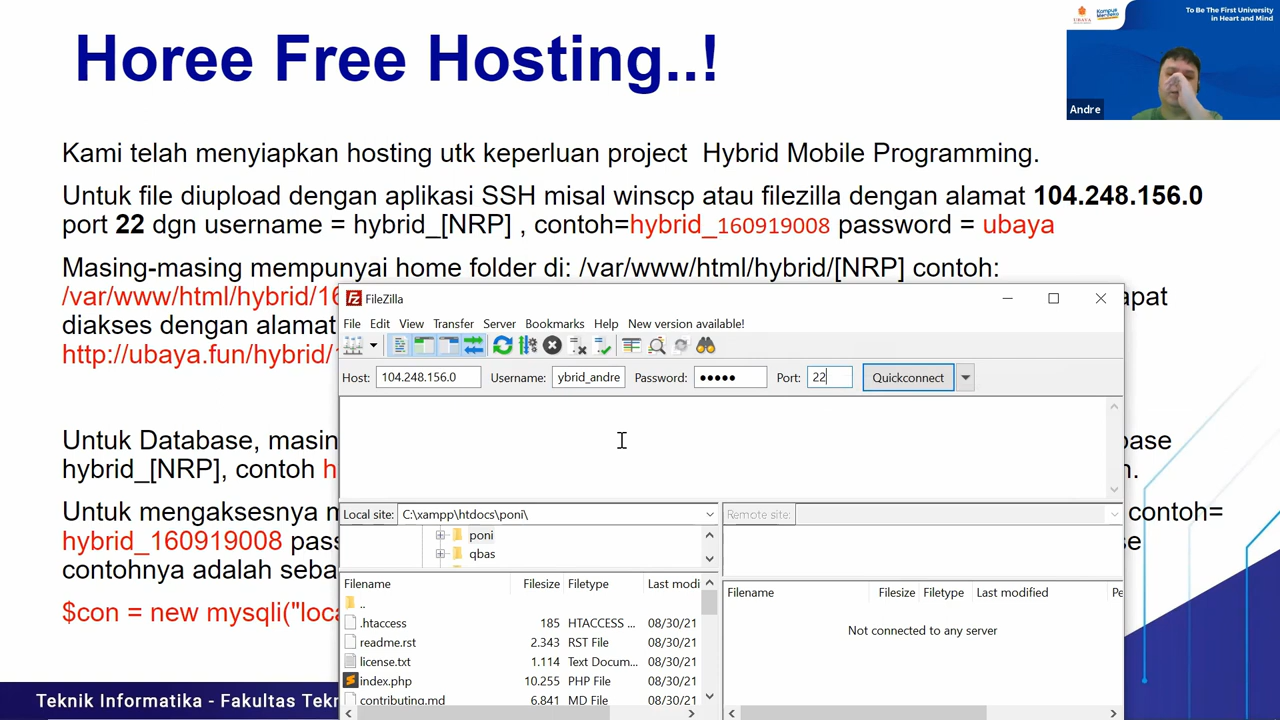 Horee Free Hosting..!
UBAYA
Kampus Merdeka
To Be The First University
in Heart and Mind
Andre
Kami telah menyiapkan hosting utk keperluan project Hybrid Mobile Programming.
Untuk file diupload dengan aplikasi SSH misal winscp atau filezilla dengan alamat 104.248.156.0
port 22 dgn username = hybrid_[NRP] , contoh=hybrid_160919008 password = ubaya
Masing-masing mempunyai home folder di: /var/www/html/hybrid/[NRP] contoh:
/var/www/html/hybrid/16
apat
diakses dengan alamat
http://ubaya.fun/hybrid/
Untuk Database, masin
base
hybrid_[NRP], contoh h
n.
Untuk mengaksesnya
contoh=
hybrid_160919008 pass
e
contohnya adalah seba
$con = new mysqli("loca
Teknik Informatika - Fakultas Tekn
FileZilla
File Edit View Transfer Server Bookmarks Help New version available!
Host: 104.248.156.0 Username: ybrid_andre Password: ●●●●● Port: 22 Quickconnect
Local site: C:\xampp\htdocs\poni\
Remote site:
poni
qbas
Filename Filesize Filetype Last modi
..
.htaccess 185 HTACCESS ... 08/30/21
readme.rst 2.343 RST File 08/30/21
license.txt 1.114 Text Docum... 08/30/21
index.php 10.255 PHP File 08/30/21
contributing.md 6.841 MD File 08/30/21
Filename Filesize Filetype Last modified Pe
Not connected to any server